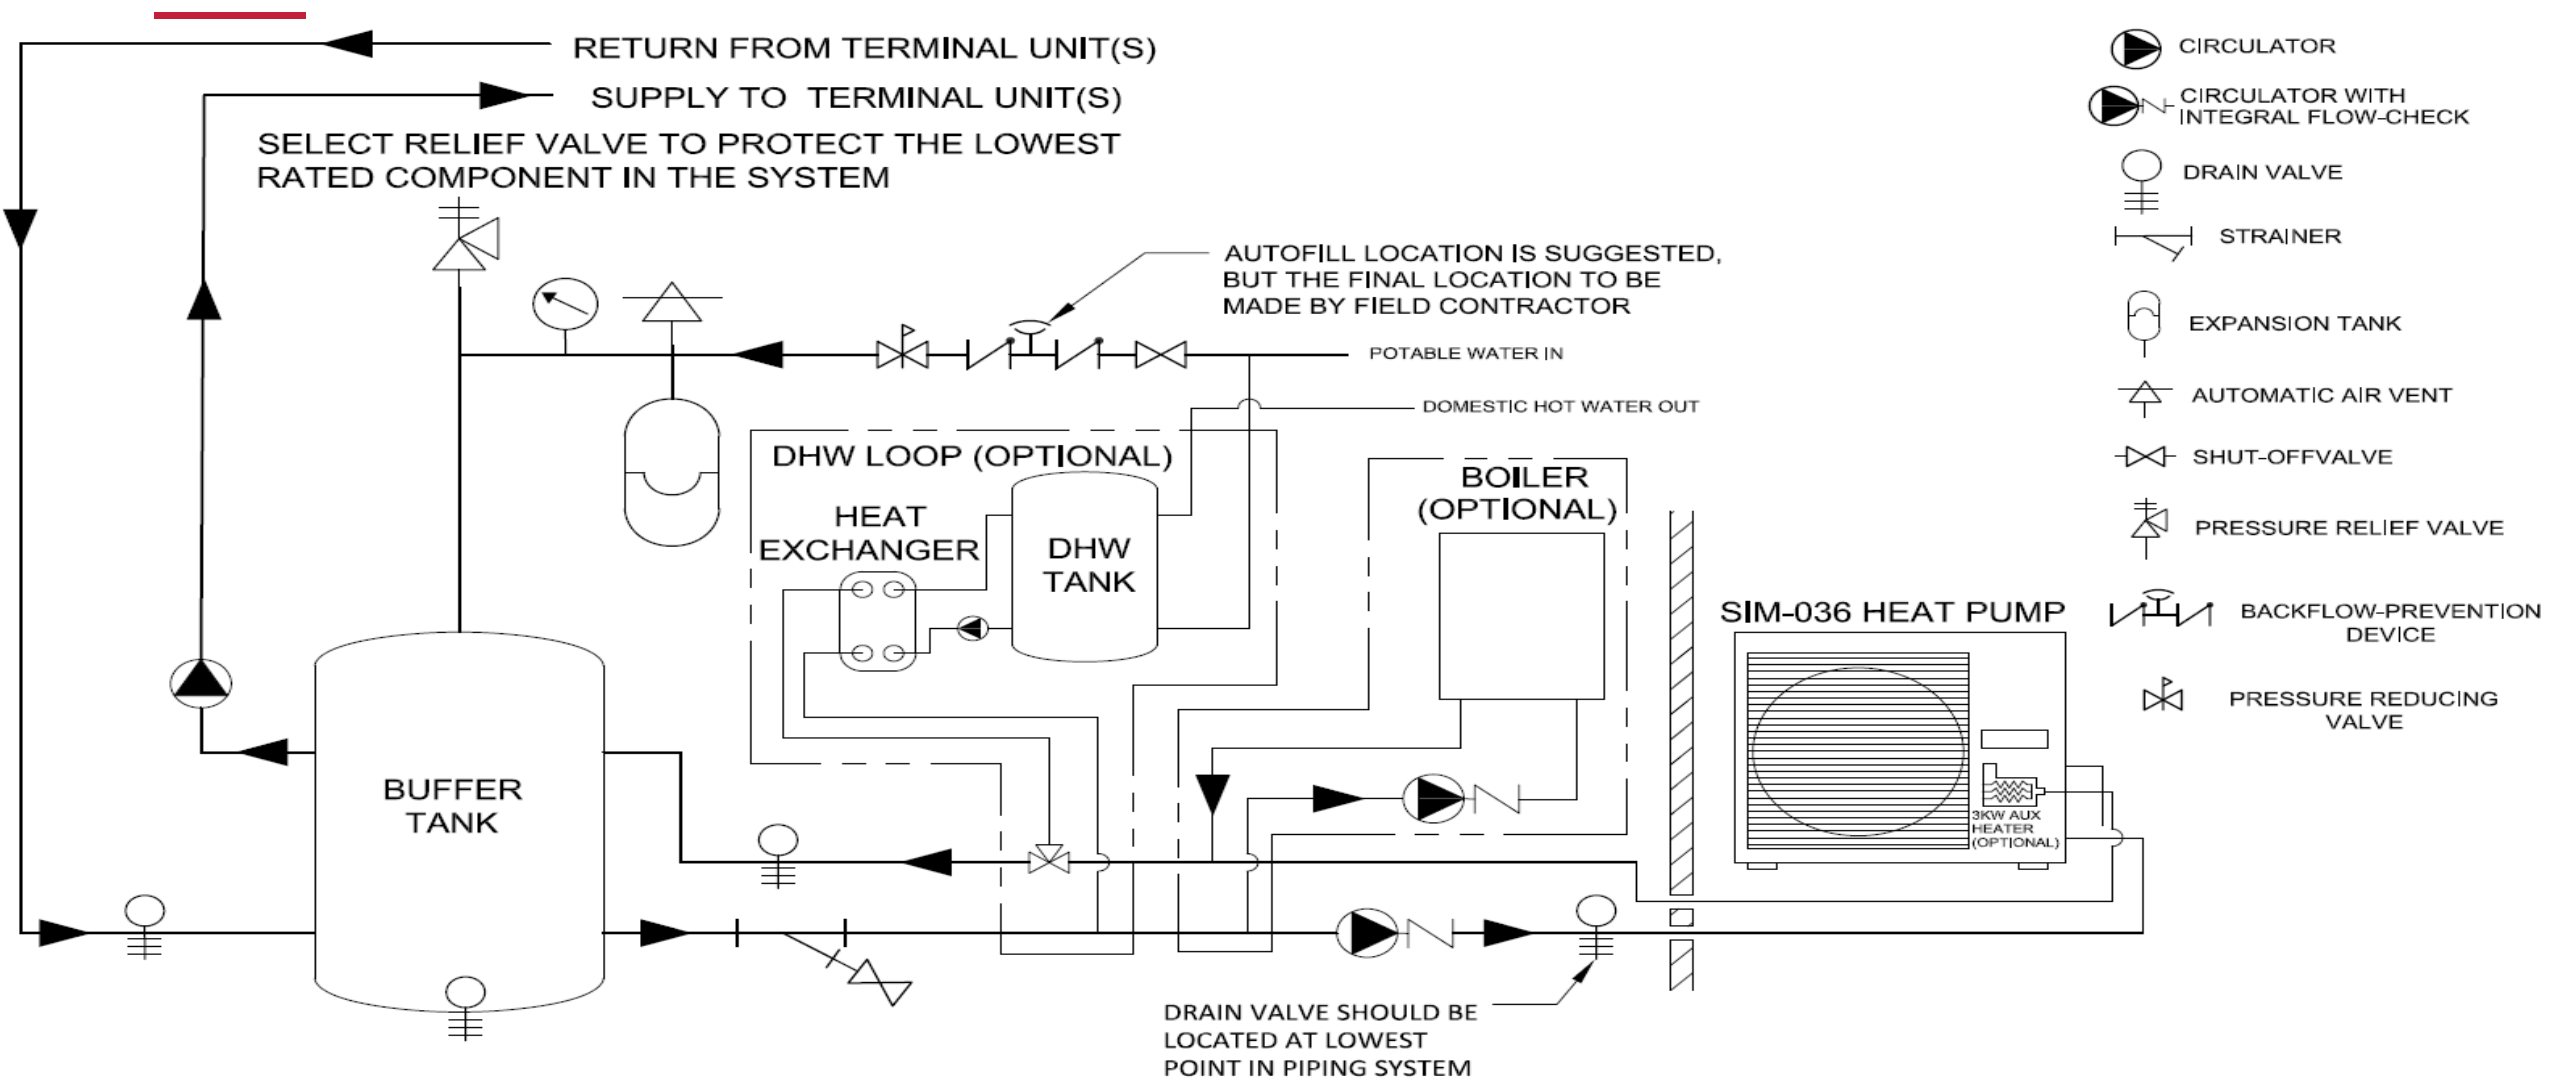 RETURN FROM TERMINAL UNIT(S)
SUPPLY TO TERMINAL UNIT(S)
SELECT RELIEF VALVE TO PROTECT THE LOWEST
RATED COMPONENT IN THE SYSTEM
AUTOFILL LOCATION IS SUGGESTED,
BUT THE FINAL LOCATION TO BE
MADE BY FIELD CONTRACTOR
POTABLE WATER IN
DOMESTIC HOT WATER OUT
DHW LOOP (OPTIONAL)
HEAT
EXCHANGER
DHW
TANK
BOILER
(OPTIONAL)
SIM-036 HEAT PUMP
3KW AUX
HEATER
(OPTIONAL)
BUFFER
TANK
DRAIN VALVE SHOULD BE
LOCATED AT LOWEST
POINT IN PIPING SYSTEM
CIRCULATOR
CIRCULATOR WITH
INTEGRAL FLOW-CHECK
DRAIN VALVE
STRAINER
EXPANSION TANK
AUTOMATIC AIR VENT
SHUT-OFFVALVE
PRESSURE RELIEF VALVE
BACKFLOW-PREVENTION
DEVICE
PRESSURE REDUCING
VALVE